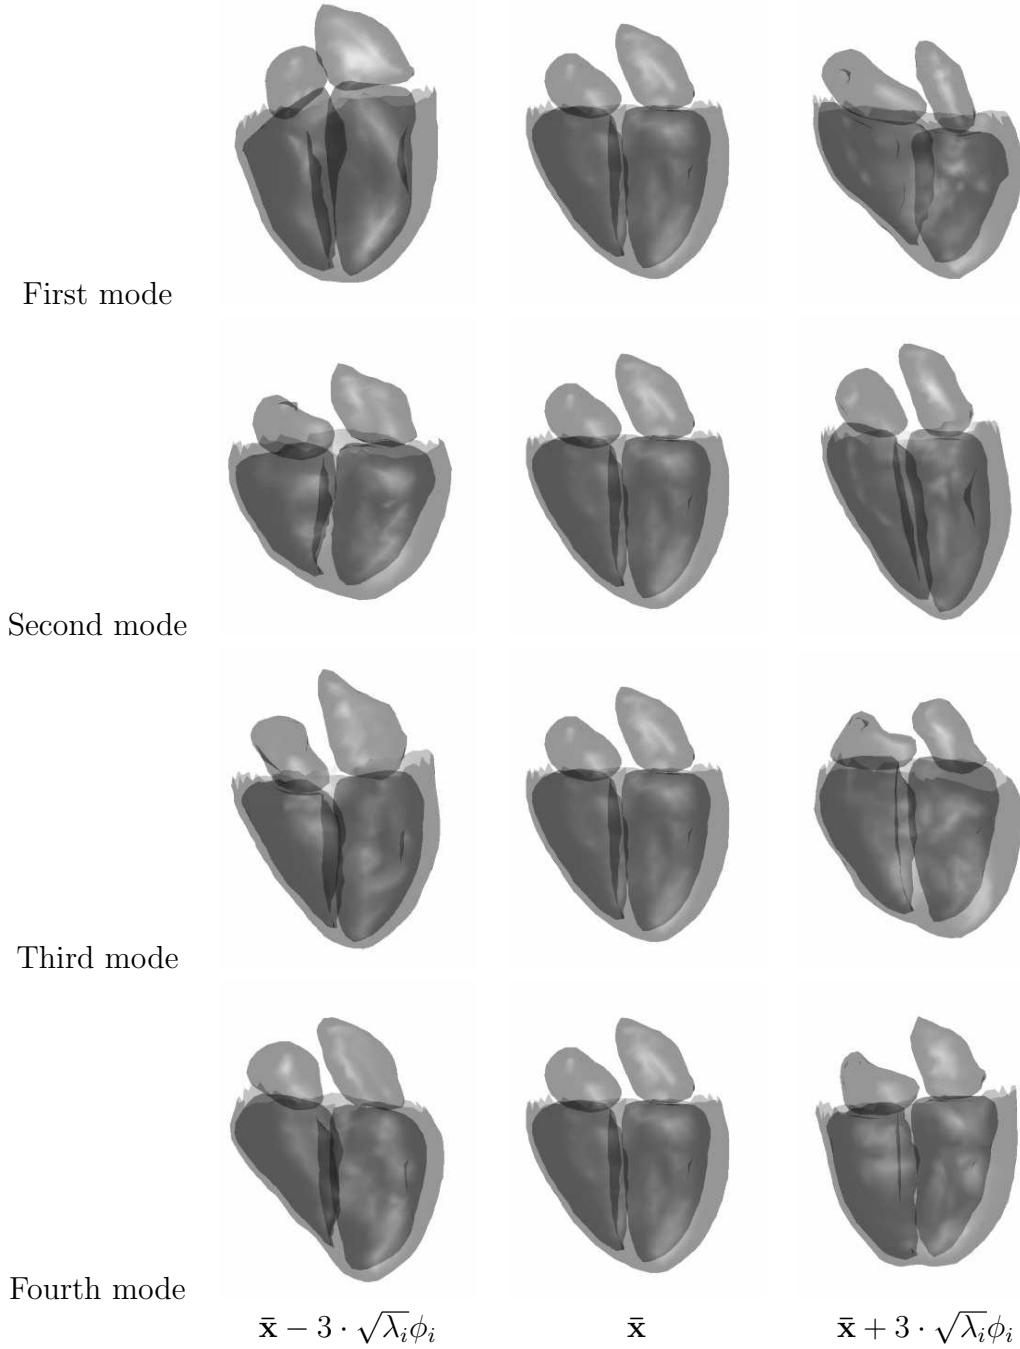 First mode
Second mode
Third mode
Fourth mode
x̄ − 3 · √λᵢϕᵢ x̄ x̄ + 3 · √λᵢϕᵢ